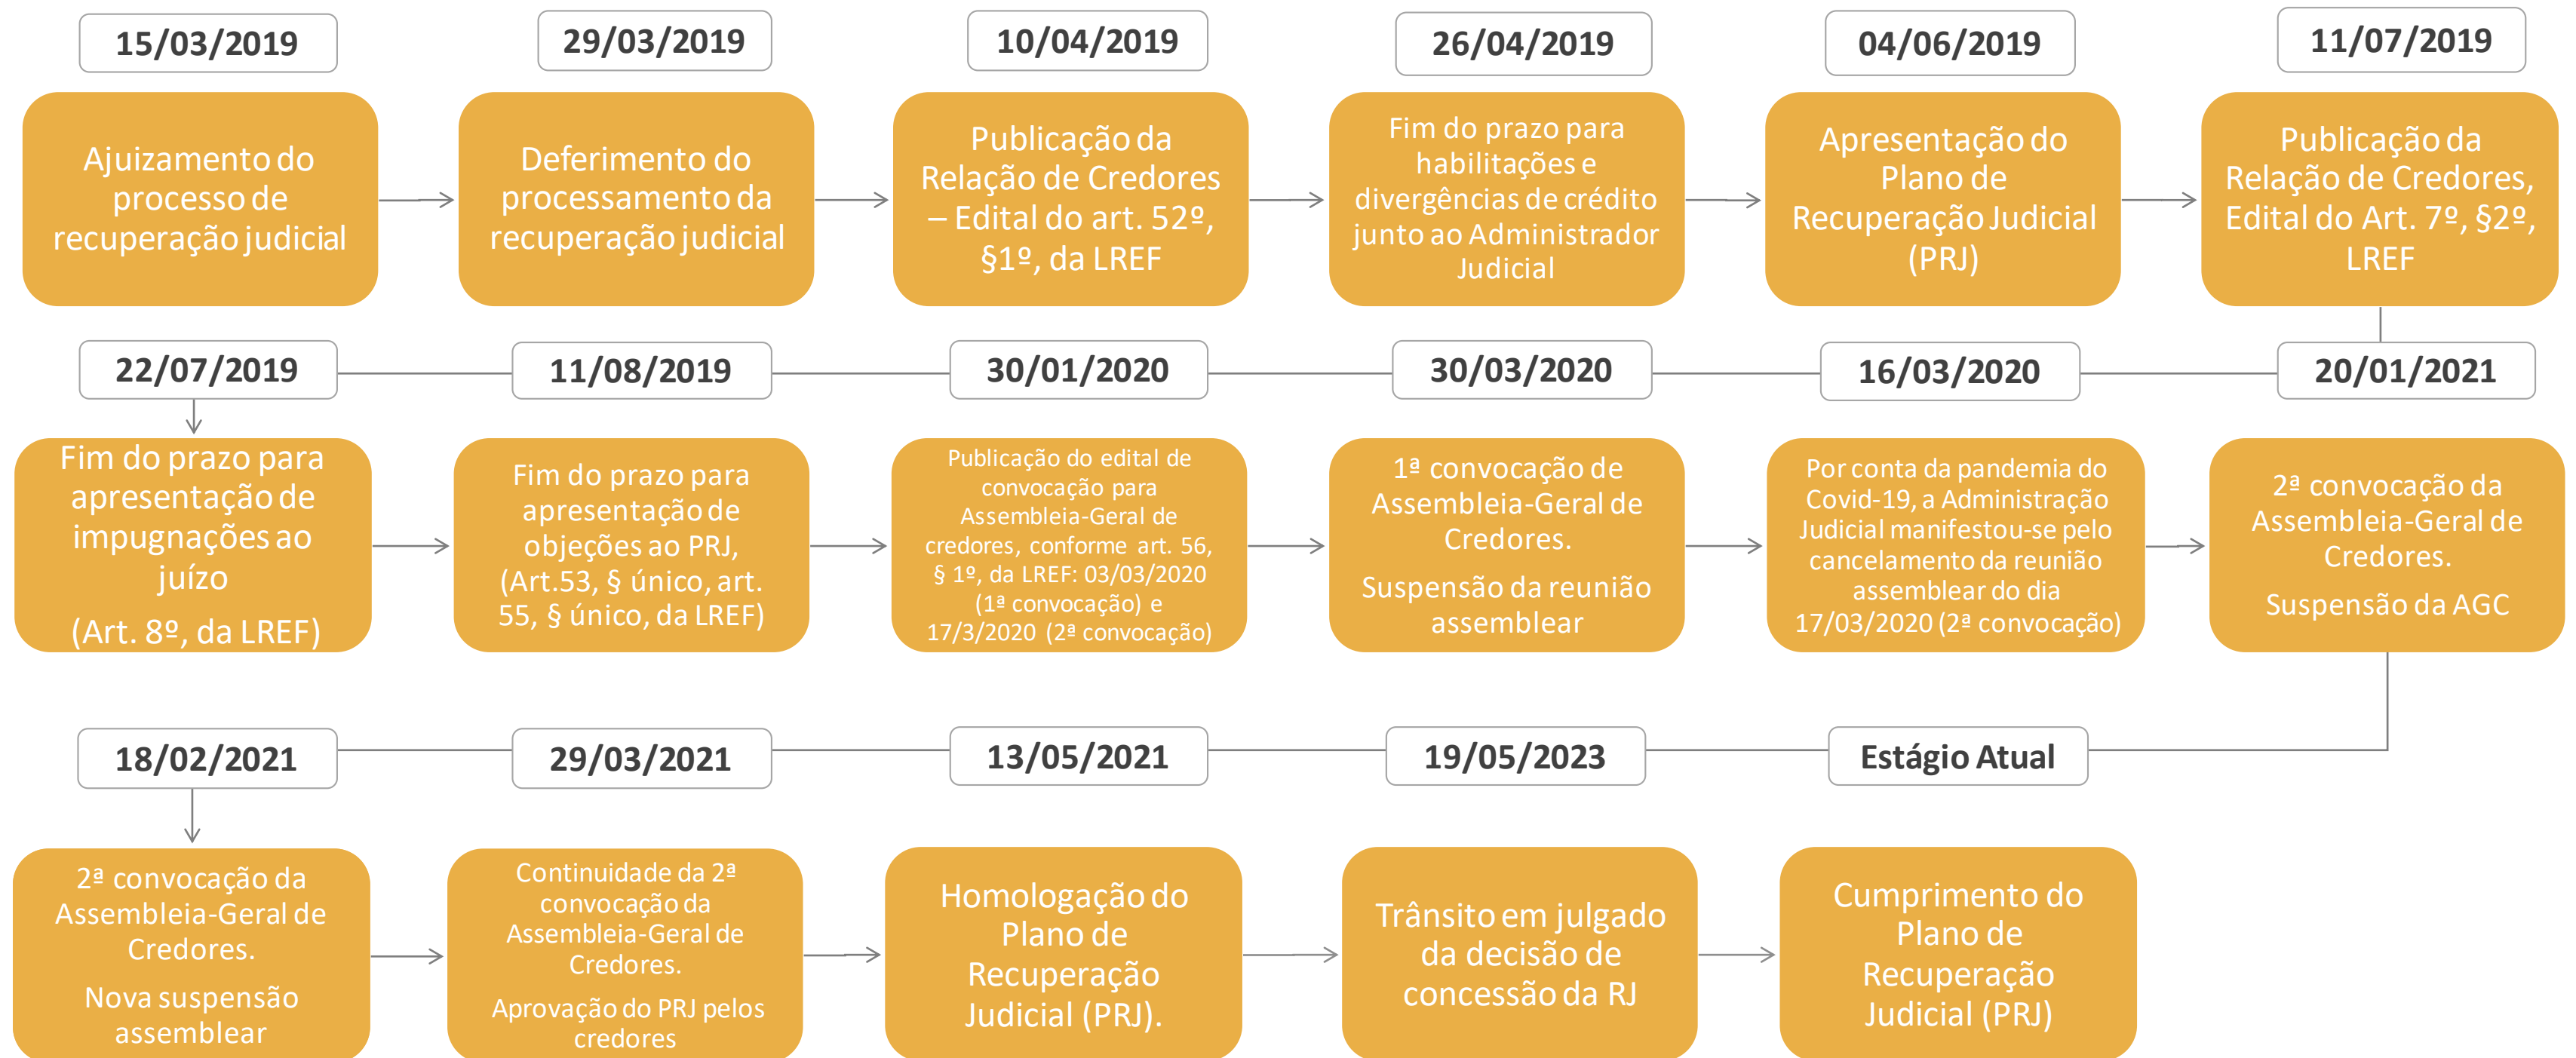 15/03/2019
29/03/2019
10/04/2019
26/04/2019
04/06/2019
11/07/2019
Ajuizamento do
processo de
recuperação judicial
Deferimento do
processamento da
recuperação judicial
Publicação da
Relação de Credores
– Edital do art. 52º,
§1º, da LREF
Fim do prazo para
habilitações e
divergências de crédito
junto ao Administrador
Judicial
Apresentação do
Plano de
Recuperação Judicial
(PRJ)
Publicação da
Relação de Credores,
Edital do Art. 7º, §2º,
LREF
22/07/2019
11/08/2019
30/01/2020
30/03/2020
16/03/2020
20/01/2021
Fim do prazo para
apresentação de
impugnações ao
juízo
(Art. 8º, da LREF)
Fim do prazo para
apresentação de
objeções ao PRJ,
(Art.53, § único, art.
55, § único, da LREF)
Publicação do edital de
convocação para
Assembleia-Geral de
credores, conforme art. 56,
§ 1º, da LREF: 03/03/2020
(1ª convocação) e
17/3/2020 (2ª convocação)
1ª convocação de
Assembleia-Geral de
Credores.
Suspensão da reunião
assemblear
Por conta da pandemia do
Covid-19, a Administração
Judicial manifestou-se pelo
cancelamento da reunião
assemblear do dia
17/03/2020 (2ª convocação)
2ª convocação da
Assembleia-Geral de
Credores.
Suspensão da AGC
18/02/2021
29/03/2021
13/05/2021
19/05/2023
Estágio Atual
2ª convocação da
Assembleia-Geral de
Credores.
Nova suspensão
assemblear
Continuidade da 2ª
convocação da
Assembleia-Geral de
Credores.
Aprovação do PRJ pelos
credores
Homologação do
Plano de
Recuperação
Judicial (PRJ).
Trânsito em julgado
da decisão de
concessão da RJ
Cumprimento do
Plano de
Recuperação
Judicial (PRJ)